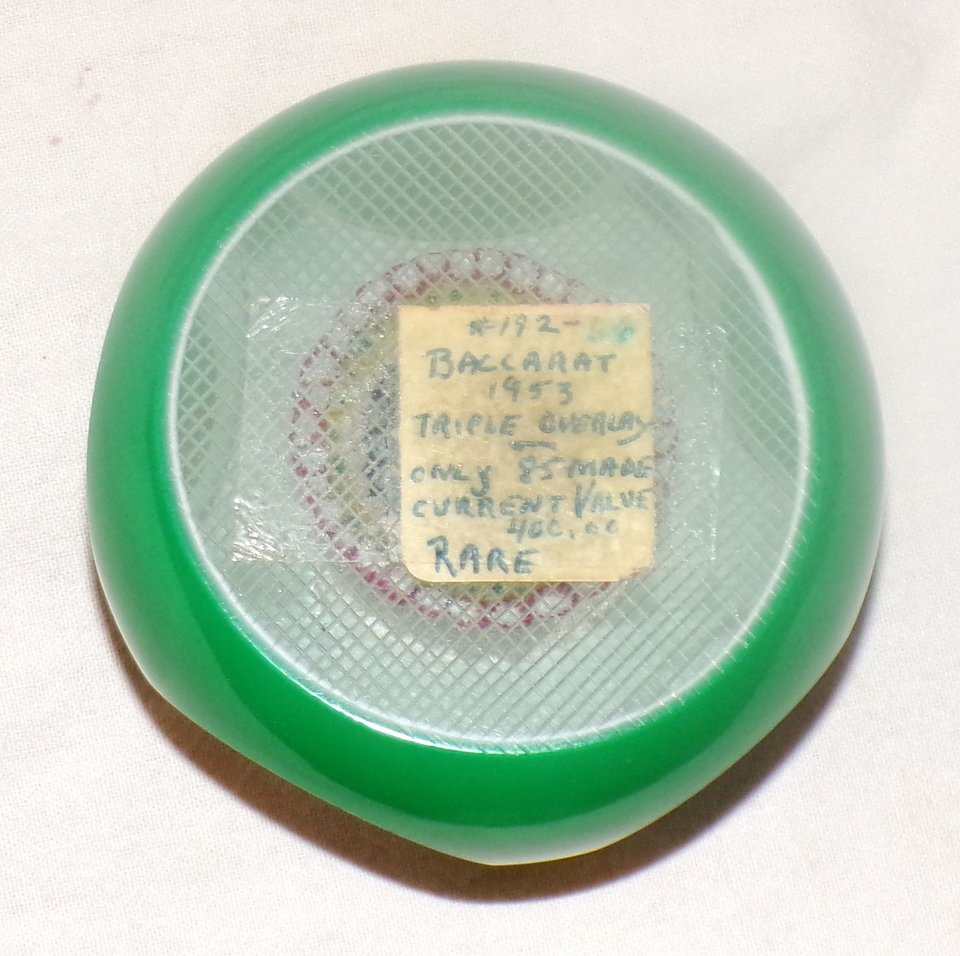 #192-
BACCARAT
1953
TRIPLE OVERLAY
ONLY 85 MADE
CURRENT VALUE
400.00
RARE